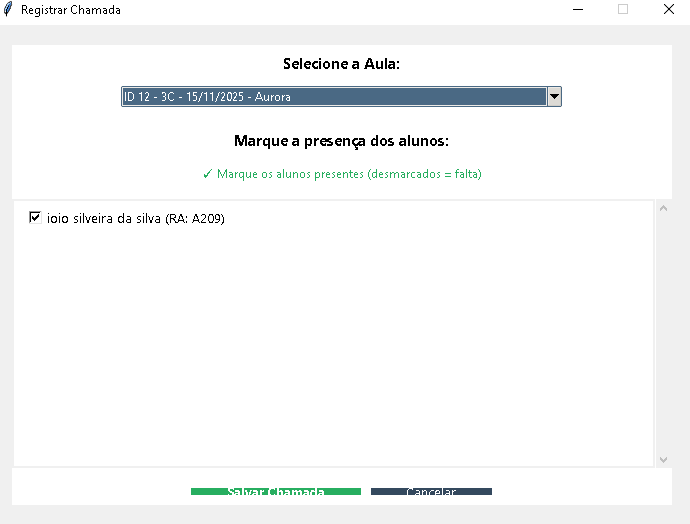 Registrar Chamada
Selecione a Aula:
ID 12 - 3C - 15/11/2025 - Aurora
Marque a presença dos alunos:
✓ Marque os alunos presentes (desmarcados = falta)
ioio silveira da silva (RA: A209)
Salvar Chamada Cancelar